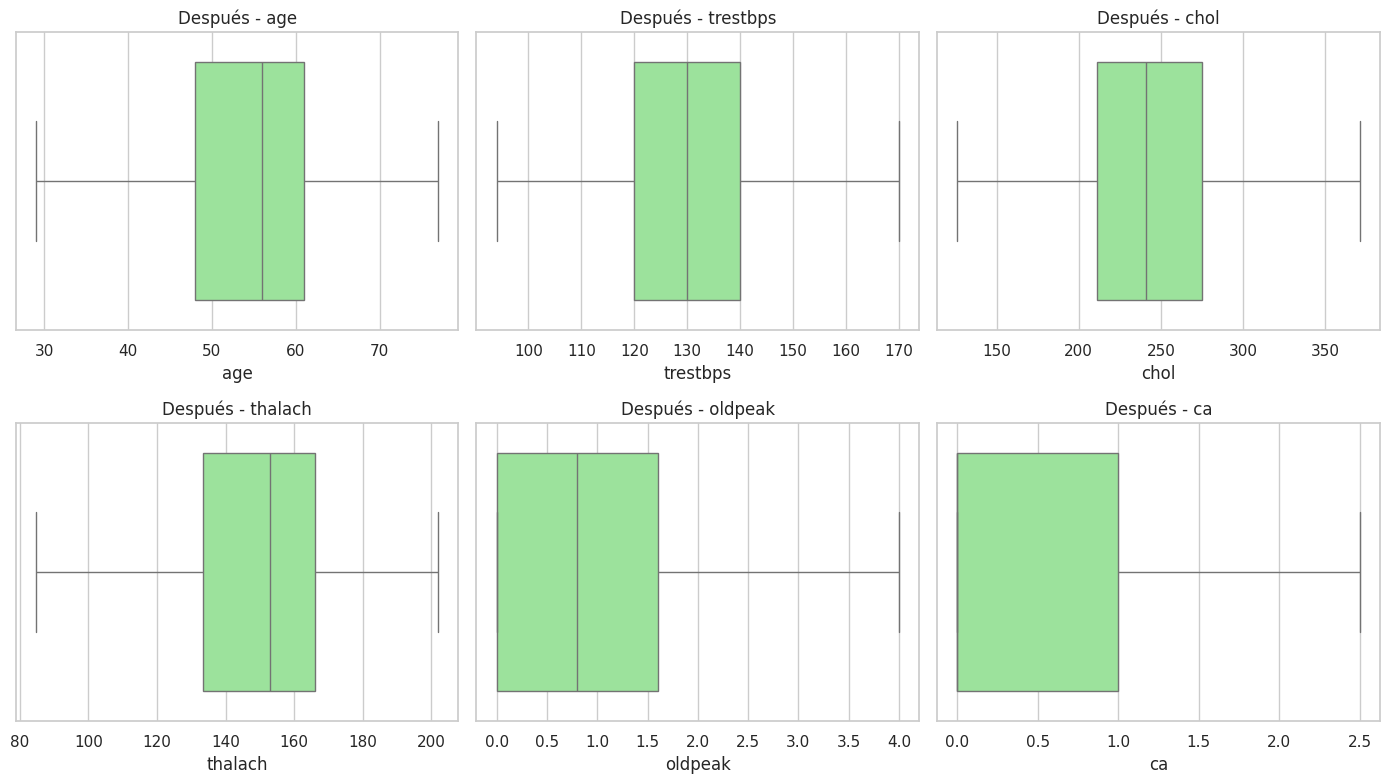 Después - age
30 40 50 60 70
age
Después - trestbps
100 110 120 130 140 150 160 170
trestbps
Después - chol
150 200 250 300 350
chol
Después - thalach
80 100 120 140 160 180 200
thalach
Después - oldpeak
0.0 0.5 1.0 1.5 2.0 2.5 3.0 3.5 4.0
oldpeak
Después - ca
0.0 0.5 1.0 1.5 2.0 2.5
ca